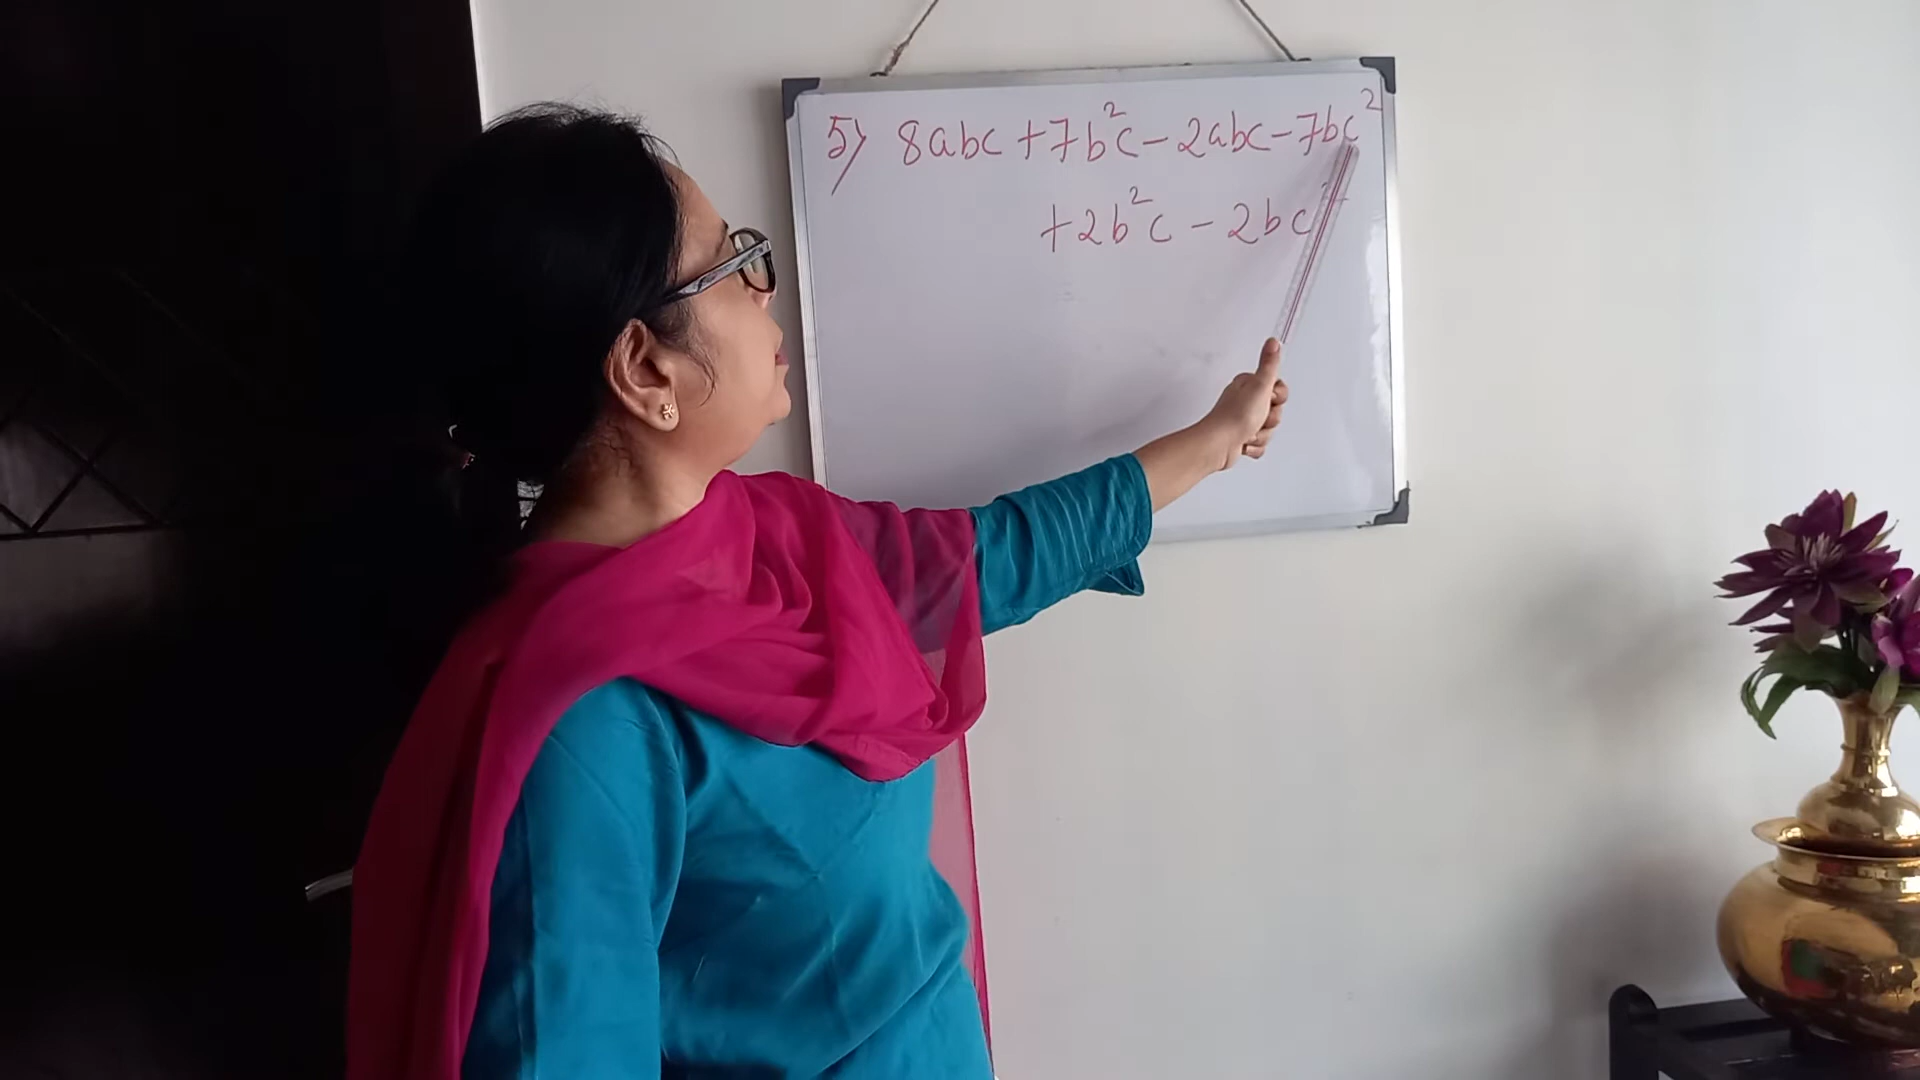 5) 8abc + 7b²c - 2abc - 7bc²
+ 2b²c - 2bc²